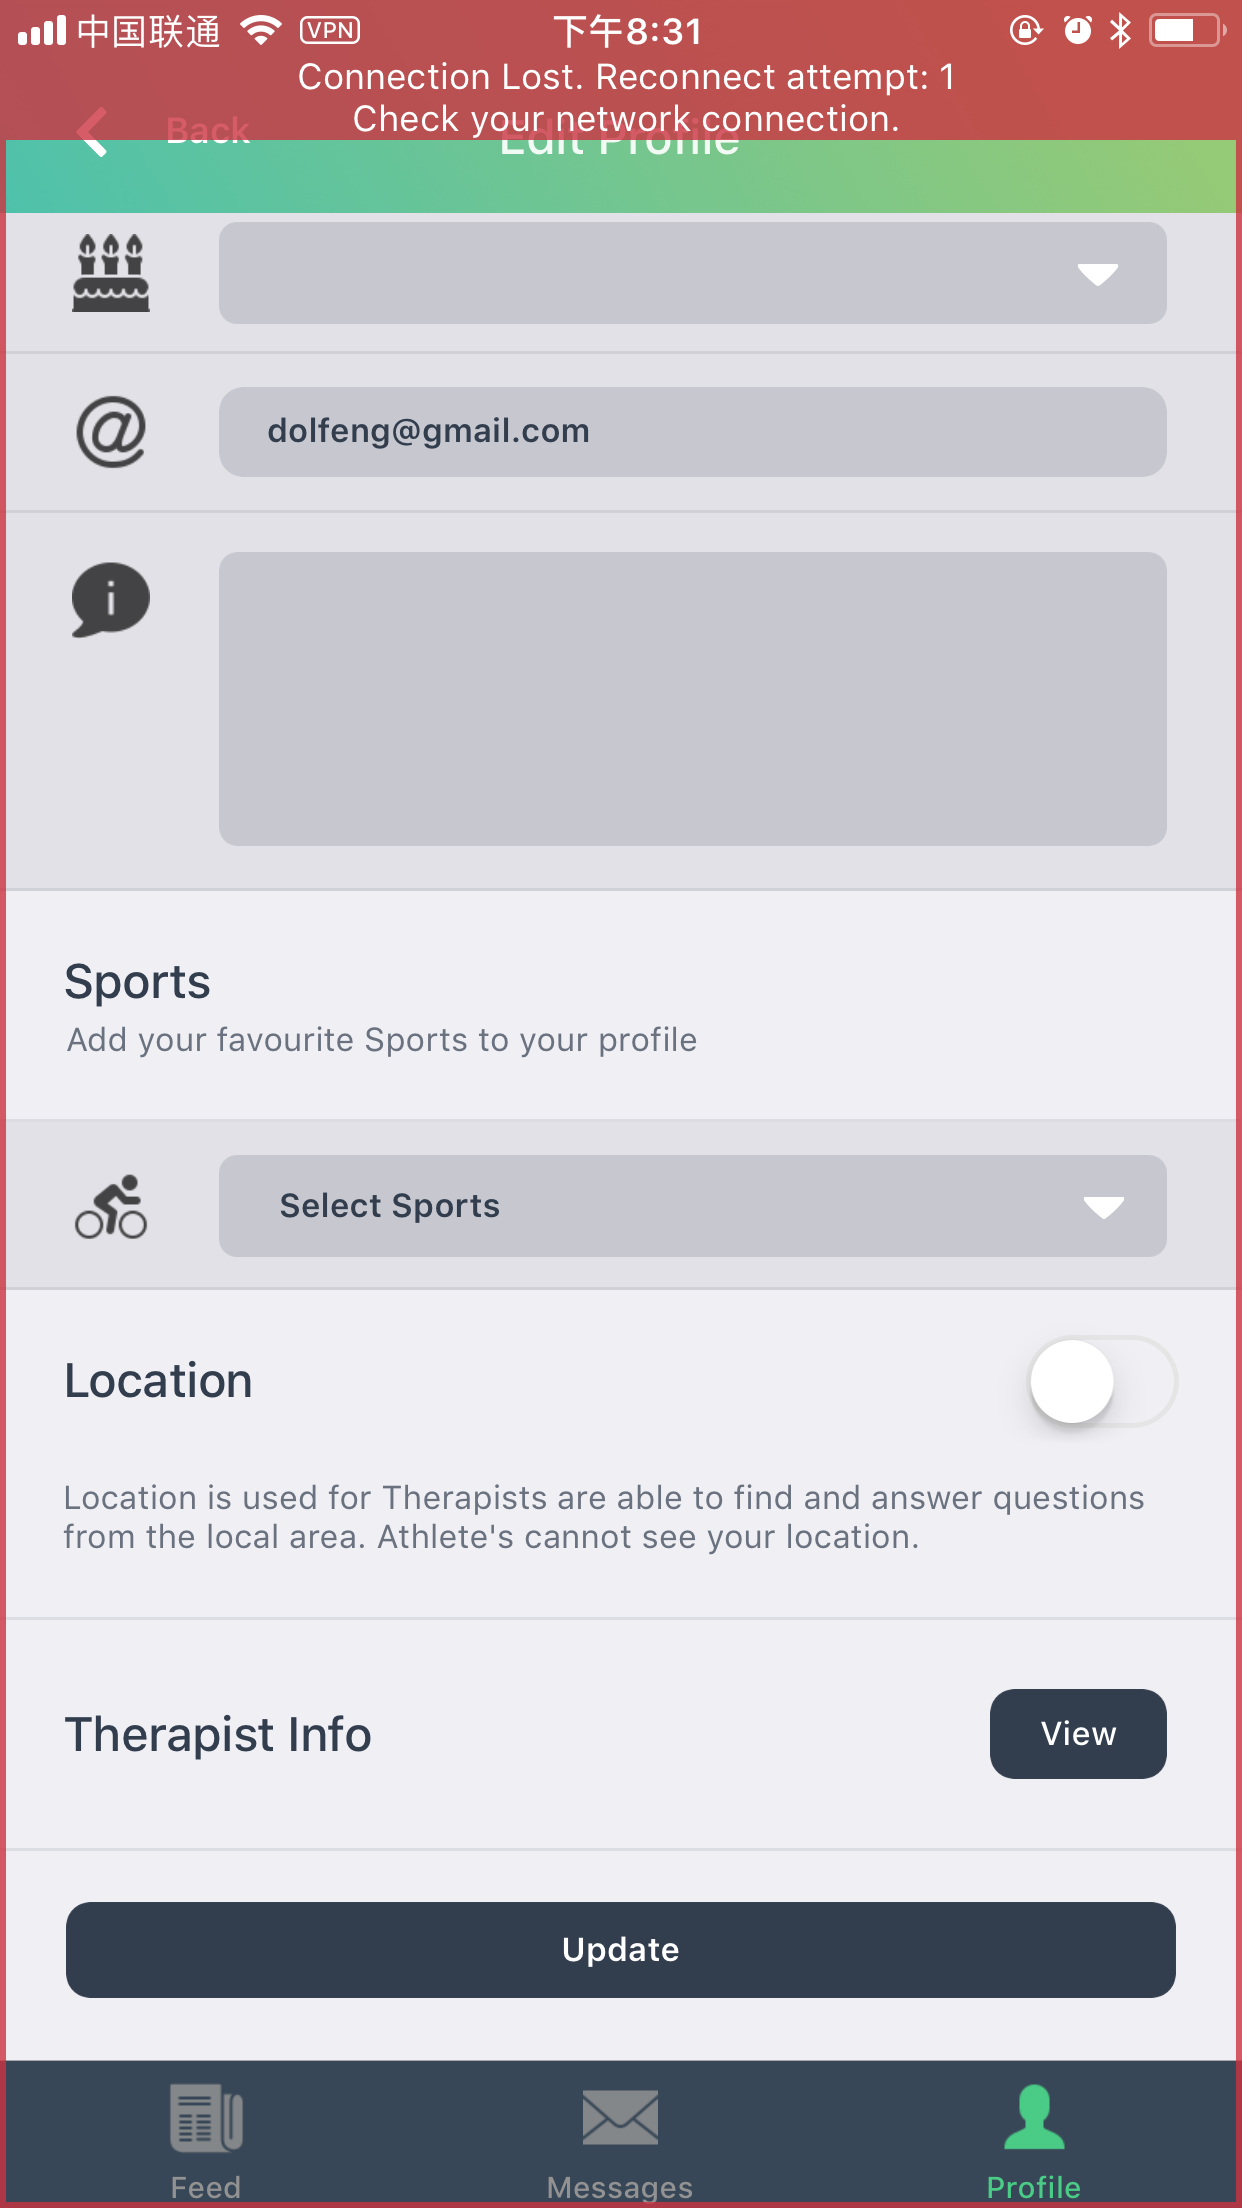 中国联通 VPN 下午8:31
Connection Lost. Reconnect attempt: 1
Check your network connection.
Back Edit Profile
dolfeng@gmail.com
Sports
Add your favourite Sports to your profile
Select Sports
Location
Location is used for Therapists are able to find and answer questions
from the local area. Athlete's cannot see your location.
Therapist Info View
Update
Feed Messages Profile